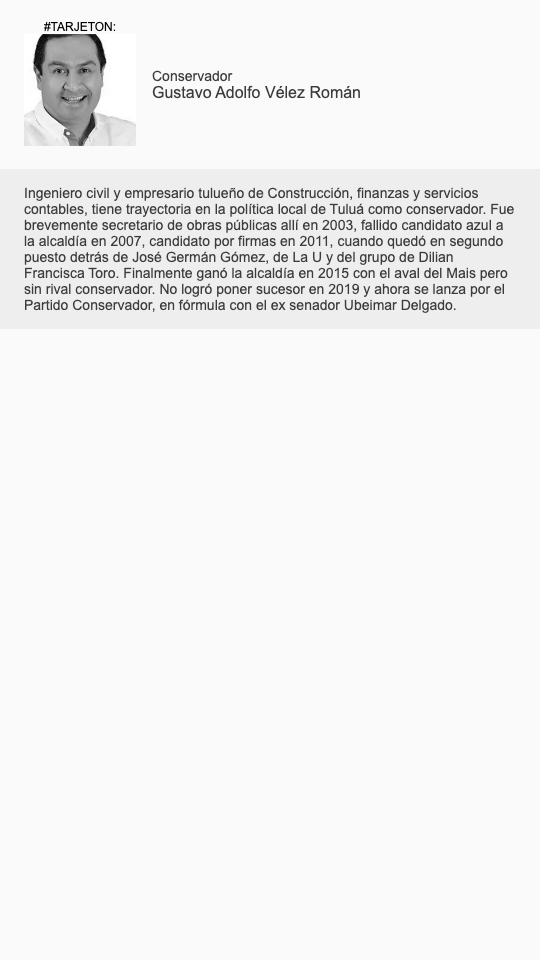 #TARJETON:
Conservador
Gustavo Adolfo Vélez Román
Ingeniero civil y empresario tulueño de Construcción, finanzas y servicios
contables, tiene trayectoria en la política local de Tuluá como conservador. Fue
brevemente secretario de obras públicas allí en 2003, fallido candidato azul a
la alcaldía en 2007, candidato por firmas en 2011, cuando quedó en segundo
puesto detrás de José Germán Gómez, de La U y del grupo de Dilian
Francisca Toro. Finalmente ganó la alcaldía en 2015 con el aval del Mais pero
sin rival conservador. No logró poner sucesor en 2019 y ahora se lanza por el
Partido Conservador, en fórmula con el ex senador Ubeimar Delgado.